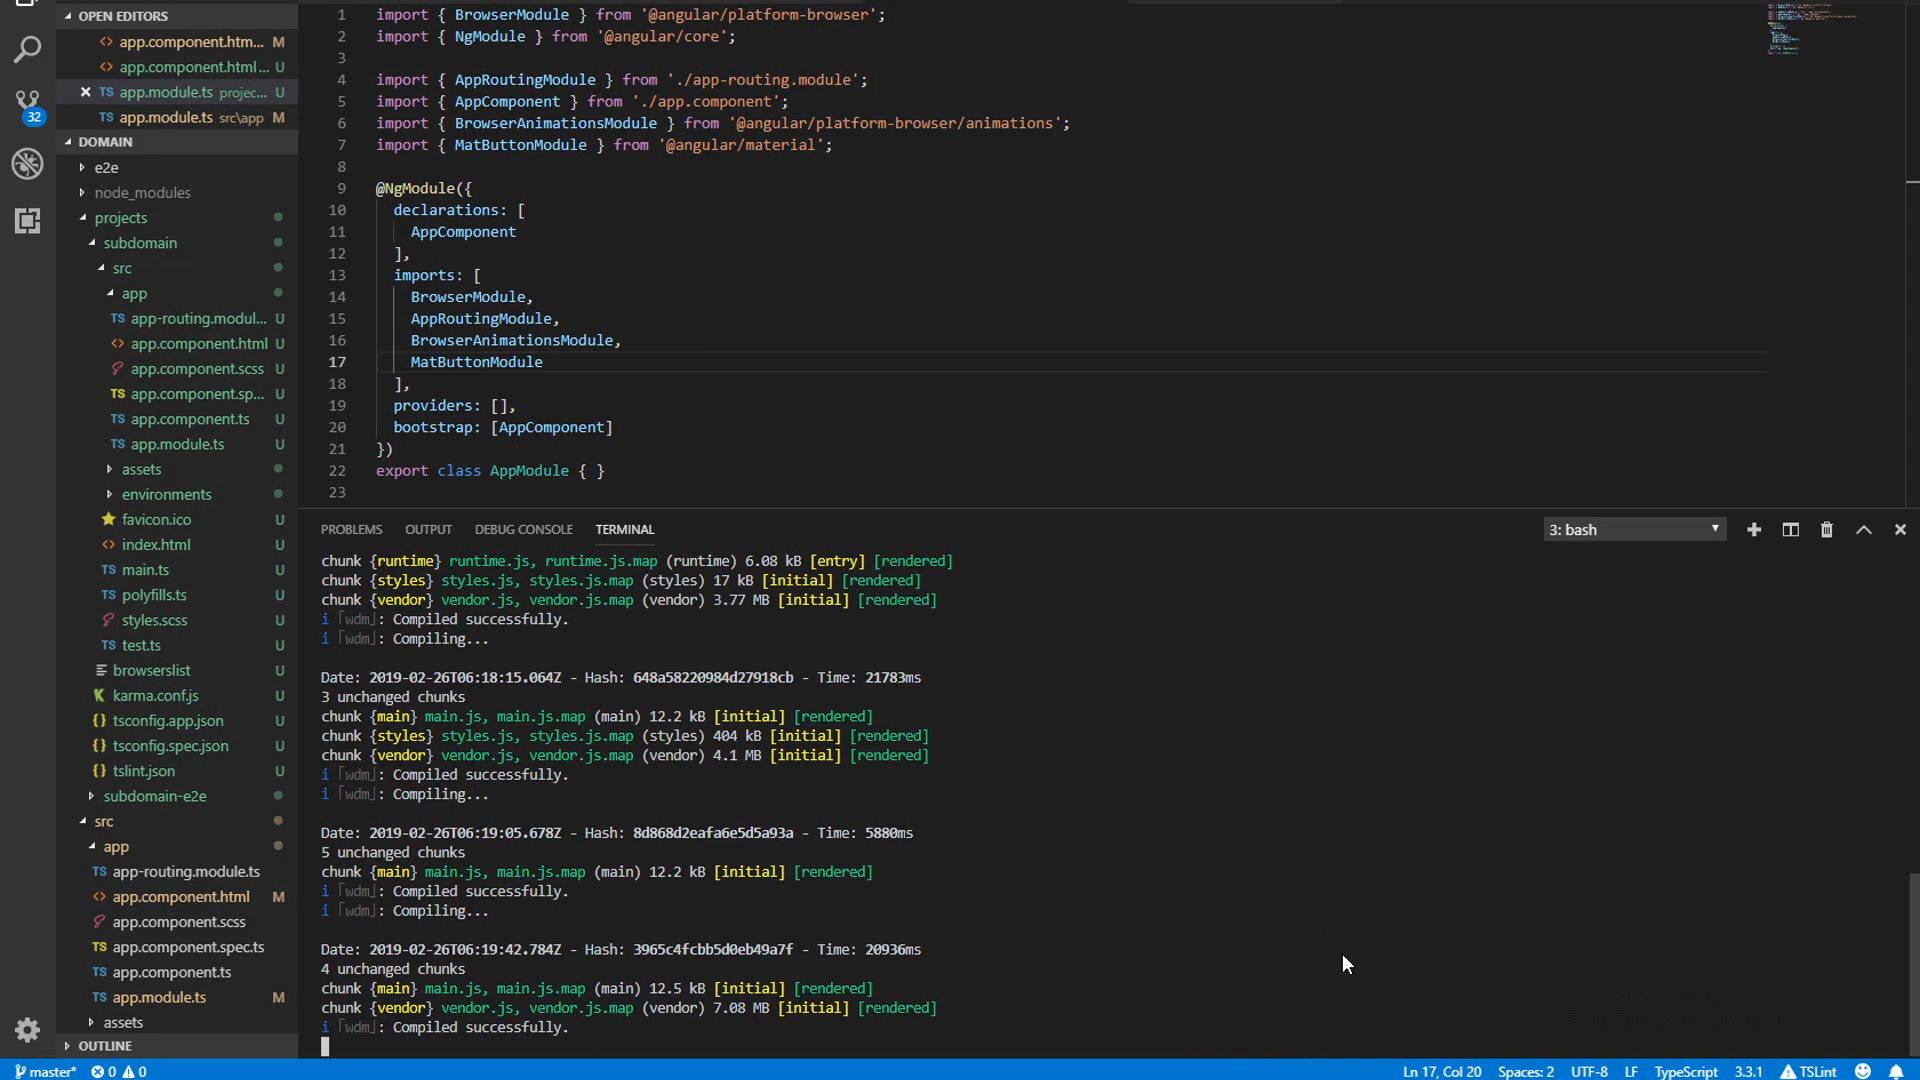 OPEN EDITORS
app.component.htm... M
app.component.html ... U
TS app.module.ts projec... U
TS app.module.ts src\app M
32
DOMAIN
e2e
node_modules
projects
subdomain
src
app
TS app-routing.modul... U
app.component.html U
app.component.scss U
TS app.component.sp... U
TS app.component.ts U
TS app.module.ts U
assets
environments
favicon.ico U
index.html U
TS main.ts U
TS polyfills.ts U
styles.scss U
TS test.ts U
browserslist U
karma.conf.js U
{} tsconfig.app.json U
{} tsconfig.spec.json U
{} tslint.json U
subdomain-e2e
src
app
TS app-routing.module.ts
app.component.html M
app.component.scss
TS app.component.spec.ts
TS app.component.ts
TS app.module.ts M
assets
OUTLINE
1 import { BrowserModule } from '@angular/platform-browser';
2 import { NgModule } from '@angular/core';
3
4 import { AppRoutingModule } from './app-routing.module';
5 import { AppComponent } from './app.component';
6 import { BrowserAnimationsModule } from '@angular/platform-browser/animations';
7 import { MatButtonModule } from '@angular/material';
8
9 @NgModule({
10 declarations: [
11 AppComponent
12 ],
13 imports: [
14 BrowserModule,
15 AppRoutingModule,
16 BrowserAnimationsModule,
17 MatButtonModule
18 ],
19 providers: [],
20 bootstrap: [AppComponent]
21 })
22 export class AppModule { }
23
PROBLEMS OUTPUT DEBUG CONSOLE TERMINAL 3: bash
chunk {runtime} runtime.js, runtime.js.map (runtime) 6.08 kB [entry] [rendered]
chunk {styles} styles.js, styles.js.map (styles) 17 kB [initial] [rendered]
chunk {vendor} vendor.js, vendor.js.map (vendor) 3.77 MB [initial] [rendered]
i ｢wdm｣: Compiled successfully.
i ｢wdm｣: Compiling...
Date: 2019-02-26T06:18:15.064Z - Hash: 648a58220984d27918cb - Time: 21783ms
3 unchanged chunks
chunk {main} main.js, main.js.map (main) 12.2 kB [initial] [rendered]
chunk {styles} styles.js, styles.js.map (styles) 404 kB [initial] [rendered]
chunk {vendor} vendor.js, vendor.js.map (vendor) 4.1 MB [initial] [rendered]
i ｢wdm｣: Compiled successfully.
i ｢wdm｣: Compiling...
Date: 2019-02-26T06:19:05.678Z - Hash: 8d868d2eafa6e5d5a93a - Time: 5880ms
5 unchanged chunks
chunk {main} main.js, main.js.map (main) 12.2 kB [initial] [rendered]
i ｢wdm｣: Compiled successfully.
i ｢wdm｣: Compiling...
Date: 2019-02-26T06:19:42.784Z - Hash: 3965c4fcbb5d0eb49a7f - Time: 20936ms
4 unchanged chunks
chunk {main} main.js, main.js.map (main) 12.5 kB [initial] [rendered]
chunk {vendor} vendor.js, vendor.js.map (vendor) 7.08 MB [initial] [rendered]
i ｢wdm｣: Compiled successfully.
master* 0 0 Ln 17, Col 20 Spaces: 2 UTF-8 LF TypeScript 3.3.1 TSLint